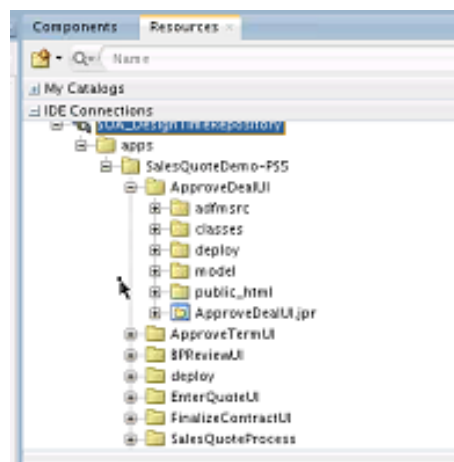 Components Resources
Name
My Catalogs
IDE Connections
SOA_DesignTimeRepository
apps
SalesQuoteDemo-PS5
ApproveDealUI
adfmsrc
classes
deploy
model
public_html
ApproveDealUI.jpr
ApproveTermUI
BPReviewUI
deploy
EnterQuoteUI
FinalizeContractUI
SalesQuoteProcess